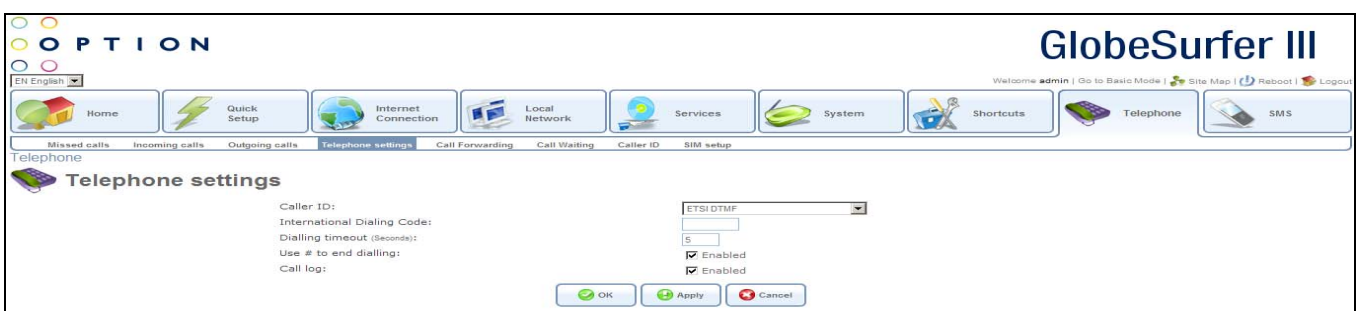 OPTION
GlobeSurfer III
EN English
Welcome admin | Go to Basic Mode | Site Map | Reboot | Logout
Home
Quick Setup
Internet Connection
Local Network
Services
System
Shortcuts
Telephone
SMS
Missed calls Incoming calls Outgoing calls Telephone settings Call Forwarding Call Waiting Caller ID SIM setup
Telephone
Telephone settings
Caller ID: ETSI DTMF
International Dialing Code:
Dialling timeout (Seconds): 5
Use # to end dialling: Enabled
Call log: Enabled
OK Apply Cancel